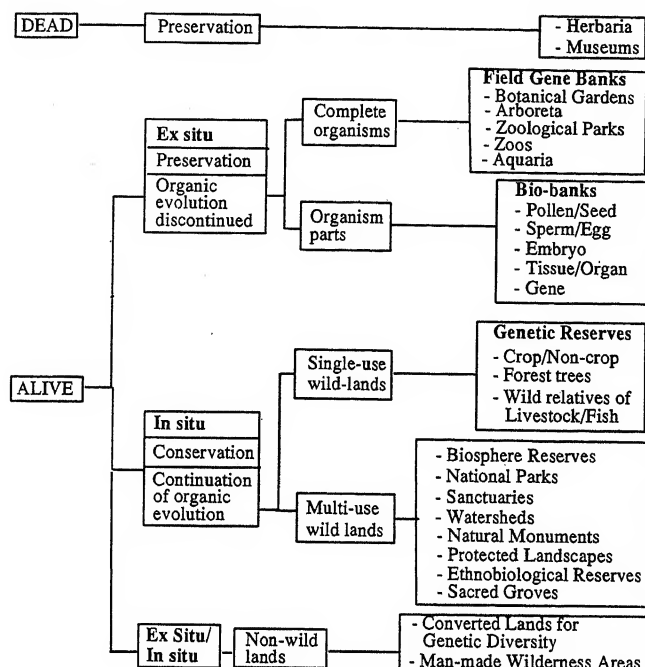 DEAD
Preservation
- Herbaria
- Museums
Ex situ
Preservation
Organic
evolution
discontinued
Complete
organisms
Field Gene Banks
- Botanical Gardens
- Arboreta
- Zoological Parks
- Zoos
- Aquaria
Organism
parts
Bio-banks
- Pollen/Seed
- Sperm/Egg
- Embryo
- Tissue/Organ
- Gene
ALIVE
In situ
Conservation
Continuation
of organic
evolution
Single-use
wild-lands
Genetic Reserves
- Crop/Non-crop
- Forest trees
- Wild relatives of
Livestock/Fish
Multi-use
wild lands
- Biosphere Reserves
- National Parks
- Sanctuaries
- Watersheds
- Natural Monuments
- Protected Landscapes
- Ethnobiological Reserves
- Sacred Groves
Ex Situ/
In situ
Non-wild
lands
- Converted Lands for
Genetic Diversity
- Man-made Wilderness Areas